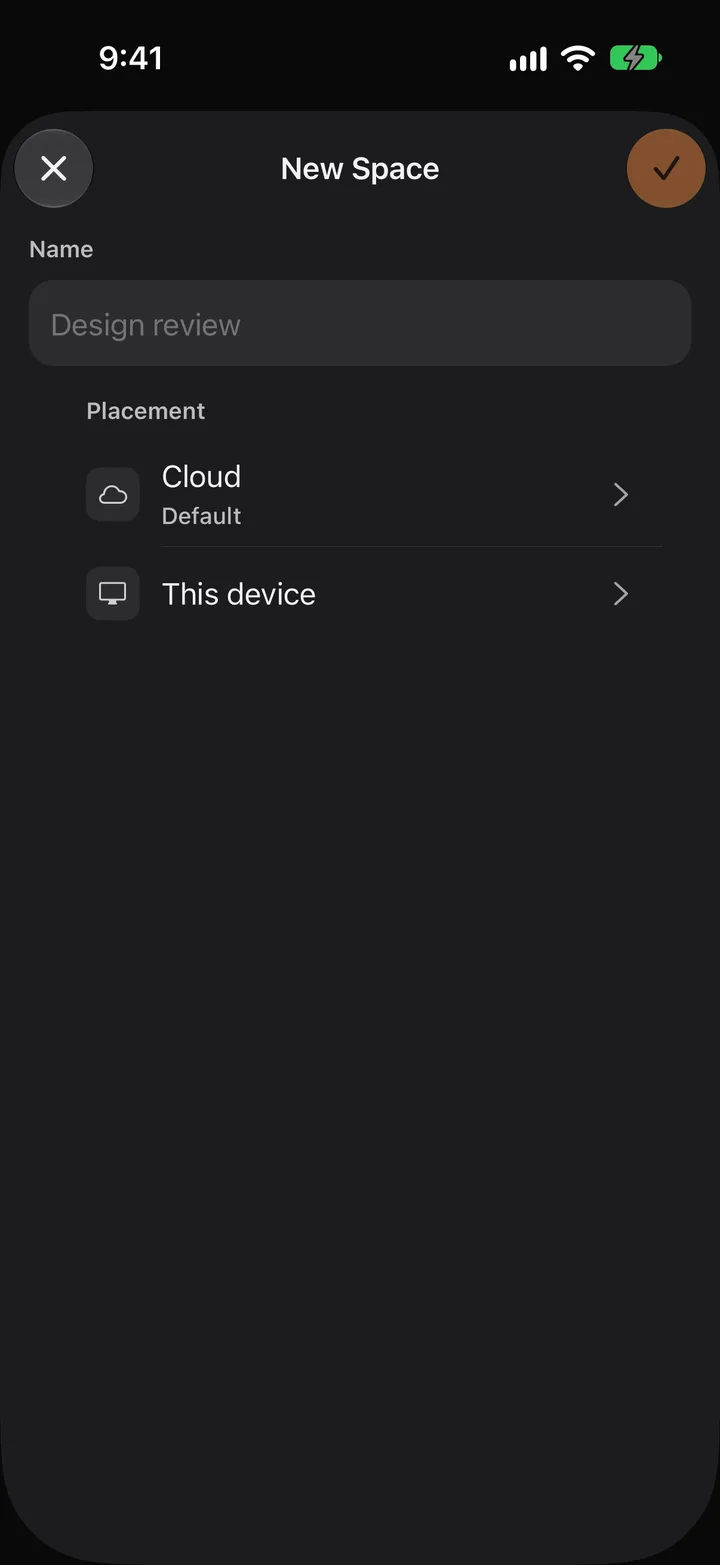 9:41
New Space
Name
Design review
Placement
Cloud
Default
This device